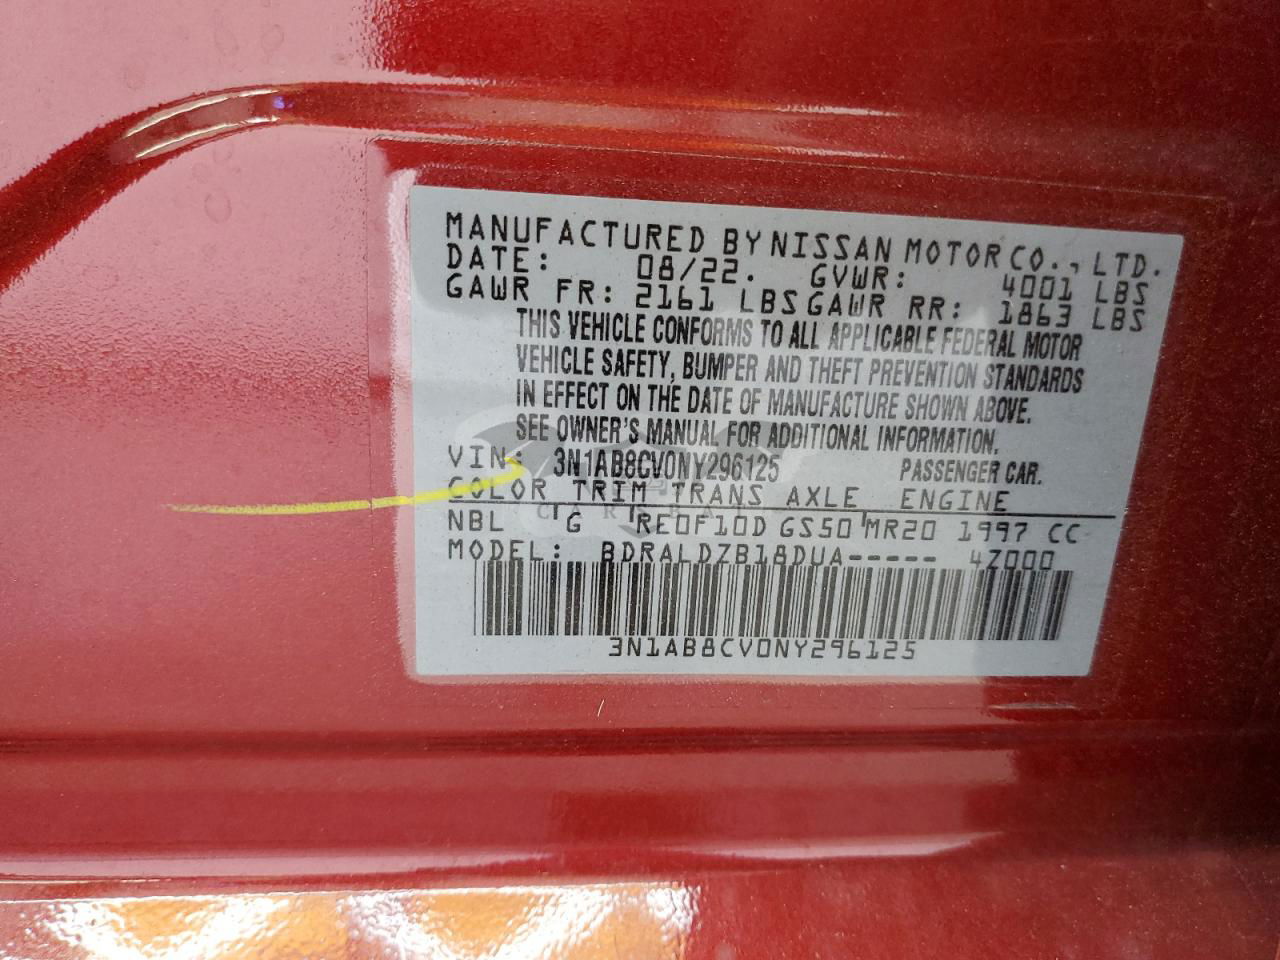 MANUFACTURED BY NISSAN MOTOR CO., LTD.
DATE: 08/22. GVWR: 4001 LBS
GAWR FR: 2161 LBS GAWR RR: 1863 LBS
THIS VEHICLE CONFORMS TO ALL APPLICABLE FEDERAL MOTOR
VEHICLE SAFETY, BUMPER AND THEFT PREVENTION STANDARDS
IN EFFECT ON THE DATE OF MANUFACTURE SHOWN ABOVE.
SEE OWNER'S MANUAL FOR ADDITIONAL INFORMATION.
VIN: 3N1AB8CV0NY296125 PASSENGER CAR.
COLOR TRIM TRANS AXLE ENGINE
NBL G RE0F10D GS50 MR20 1997 CC
MODEL: BDRALDZB18DUA----- 4Z000
3N1AB8CV0NY296125